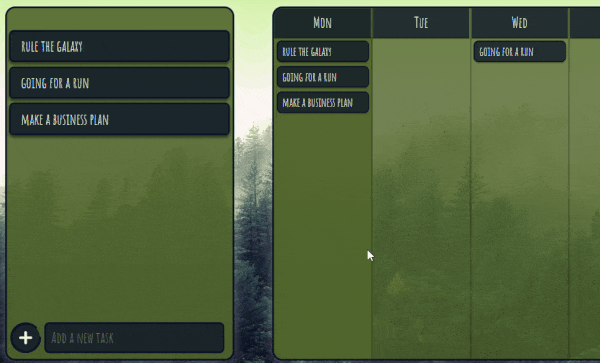 RULE THE GALAXY
GOING FOR A RUN
MAKE A BUSINESS PLAN
+ ADD A NEW TASK
MON TUE WED
RULE THE GALAXY GOING FOR A RUN
GOING FOR A RUN
MAKE A BUSINESS PLAN